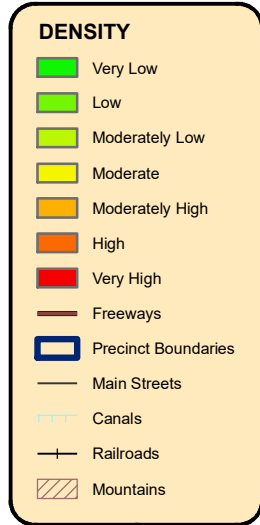 DENSITY
Very Low
Low
Moderately Low
Moderate
Moderately High
High
Very High
Freeways
Precinct Boundaries
Main Streets
Canals
Railroads
Mountains